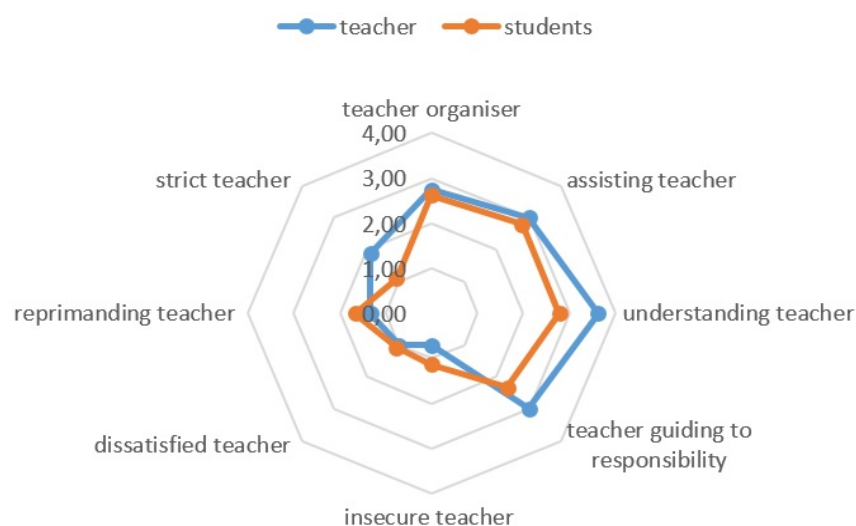 teacher students
teacher organiser
4,00
strict teacher
assisting teacher
3,00
2,00
1,00
reprimanding teacher
0,00
understanding teacher
dissatisfied teacher
teacher guiding to
responsibility
insecure teacher